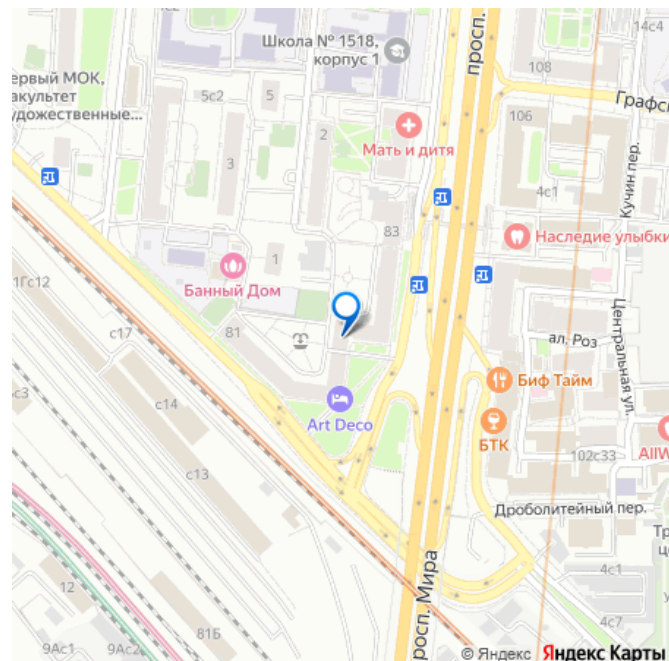 14с4
6с2
Школа № 1518,
корпус 1
просп.
108
ервый МОК,
акультет
удожественные...
5с2
5
Графс
106
2
Мать и дитя
3
Кучин пер.
4с1
83
Наследие улыбки
1
Банный Дом
1Гс12
с17
81
ал. Роз
Центральная ул.
Биф Тайм
с3
с14
Art Deco
БТК
102с33
AllW
с13
Дроболитейный пер.
Тр
ц
4с1
12
росп. Мира
81Б
9Ас1
9Ас2
© Яндекс Яндекс Карты